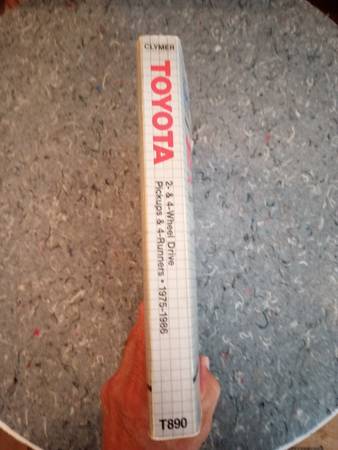 CLYMER
TOYOTA
2- & 4-Wheel Drive
Pickups & 4-Runners • 1975-1986
T890